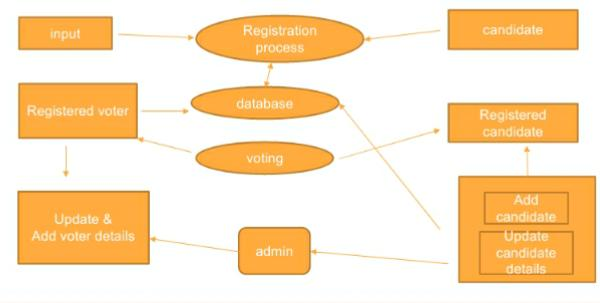 input
Registration
process
candidate
Registered voter
database
Registered
candidate
voting
Update &
Add voter details
admin
Add
candidate
Update
candidate
details